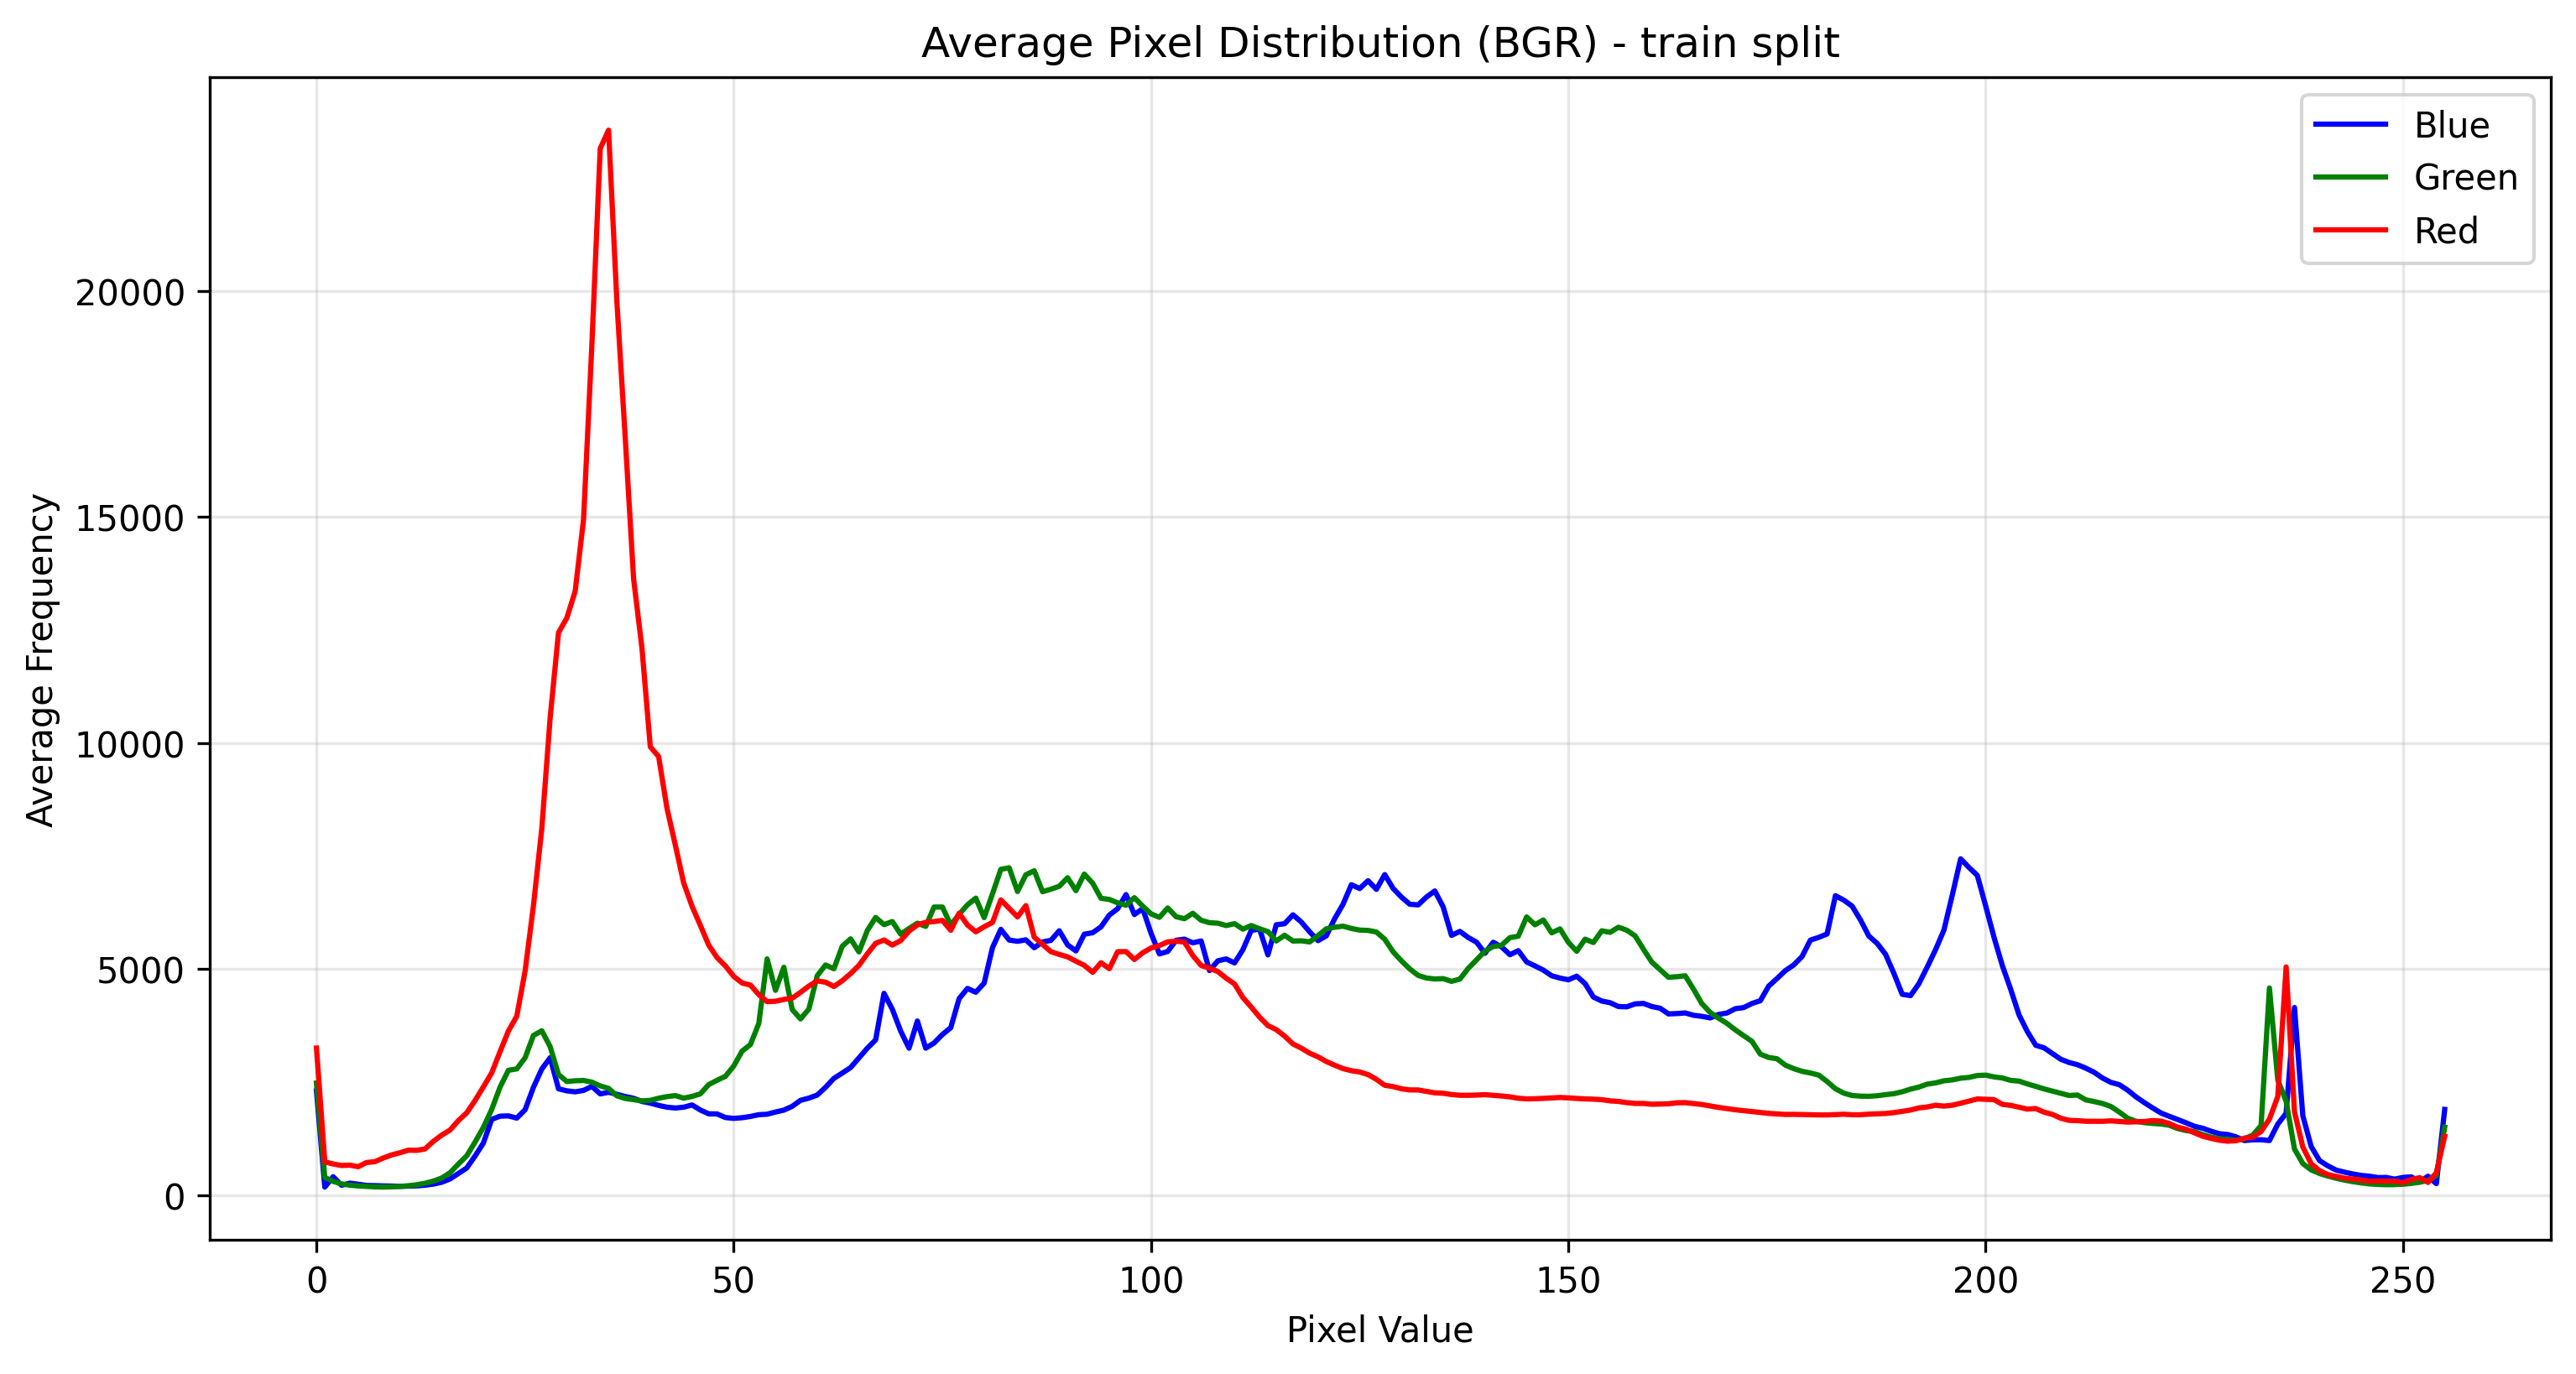 Average Pixel Distribution (BGR) - train split
Blue
Green
Red
Average Frequency
20000
15000
10000
5000
0
0 50 100 150 200 250
Pixel Value